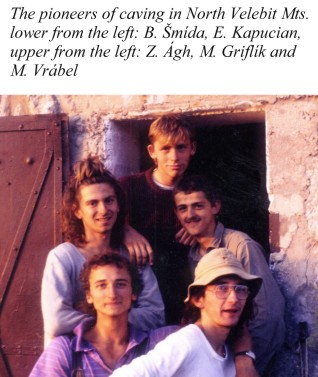 The pioneers of caving in North Velebit Mts.
lower from the left: B. Šmída, E. Kapucian,
upper from the left: Z. Ágh, M. Griflík and
M. Vrábel